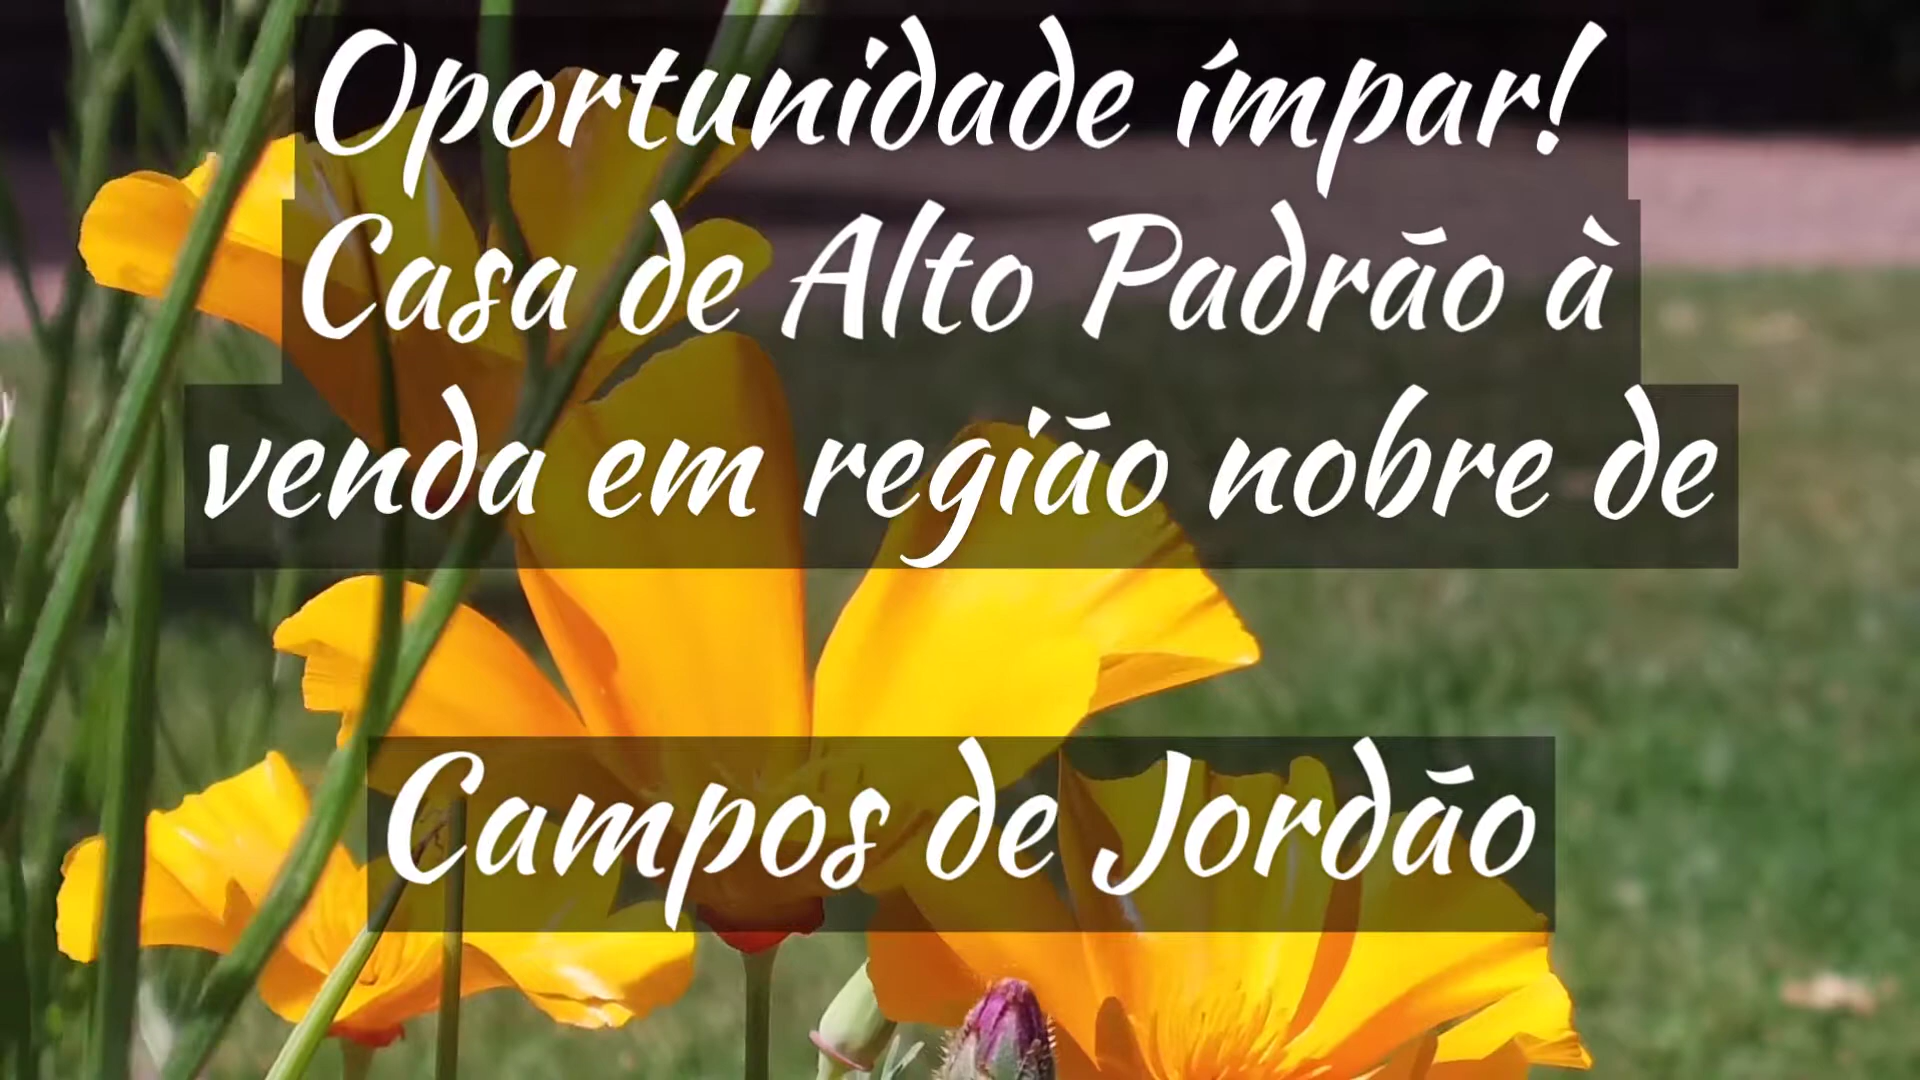 Oportunidade ímpar!
Casa de Alto Padrão à
venda em região nobre de
Campos de Jordão